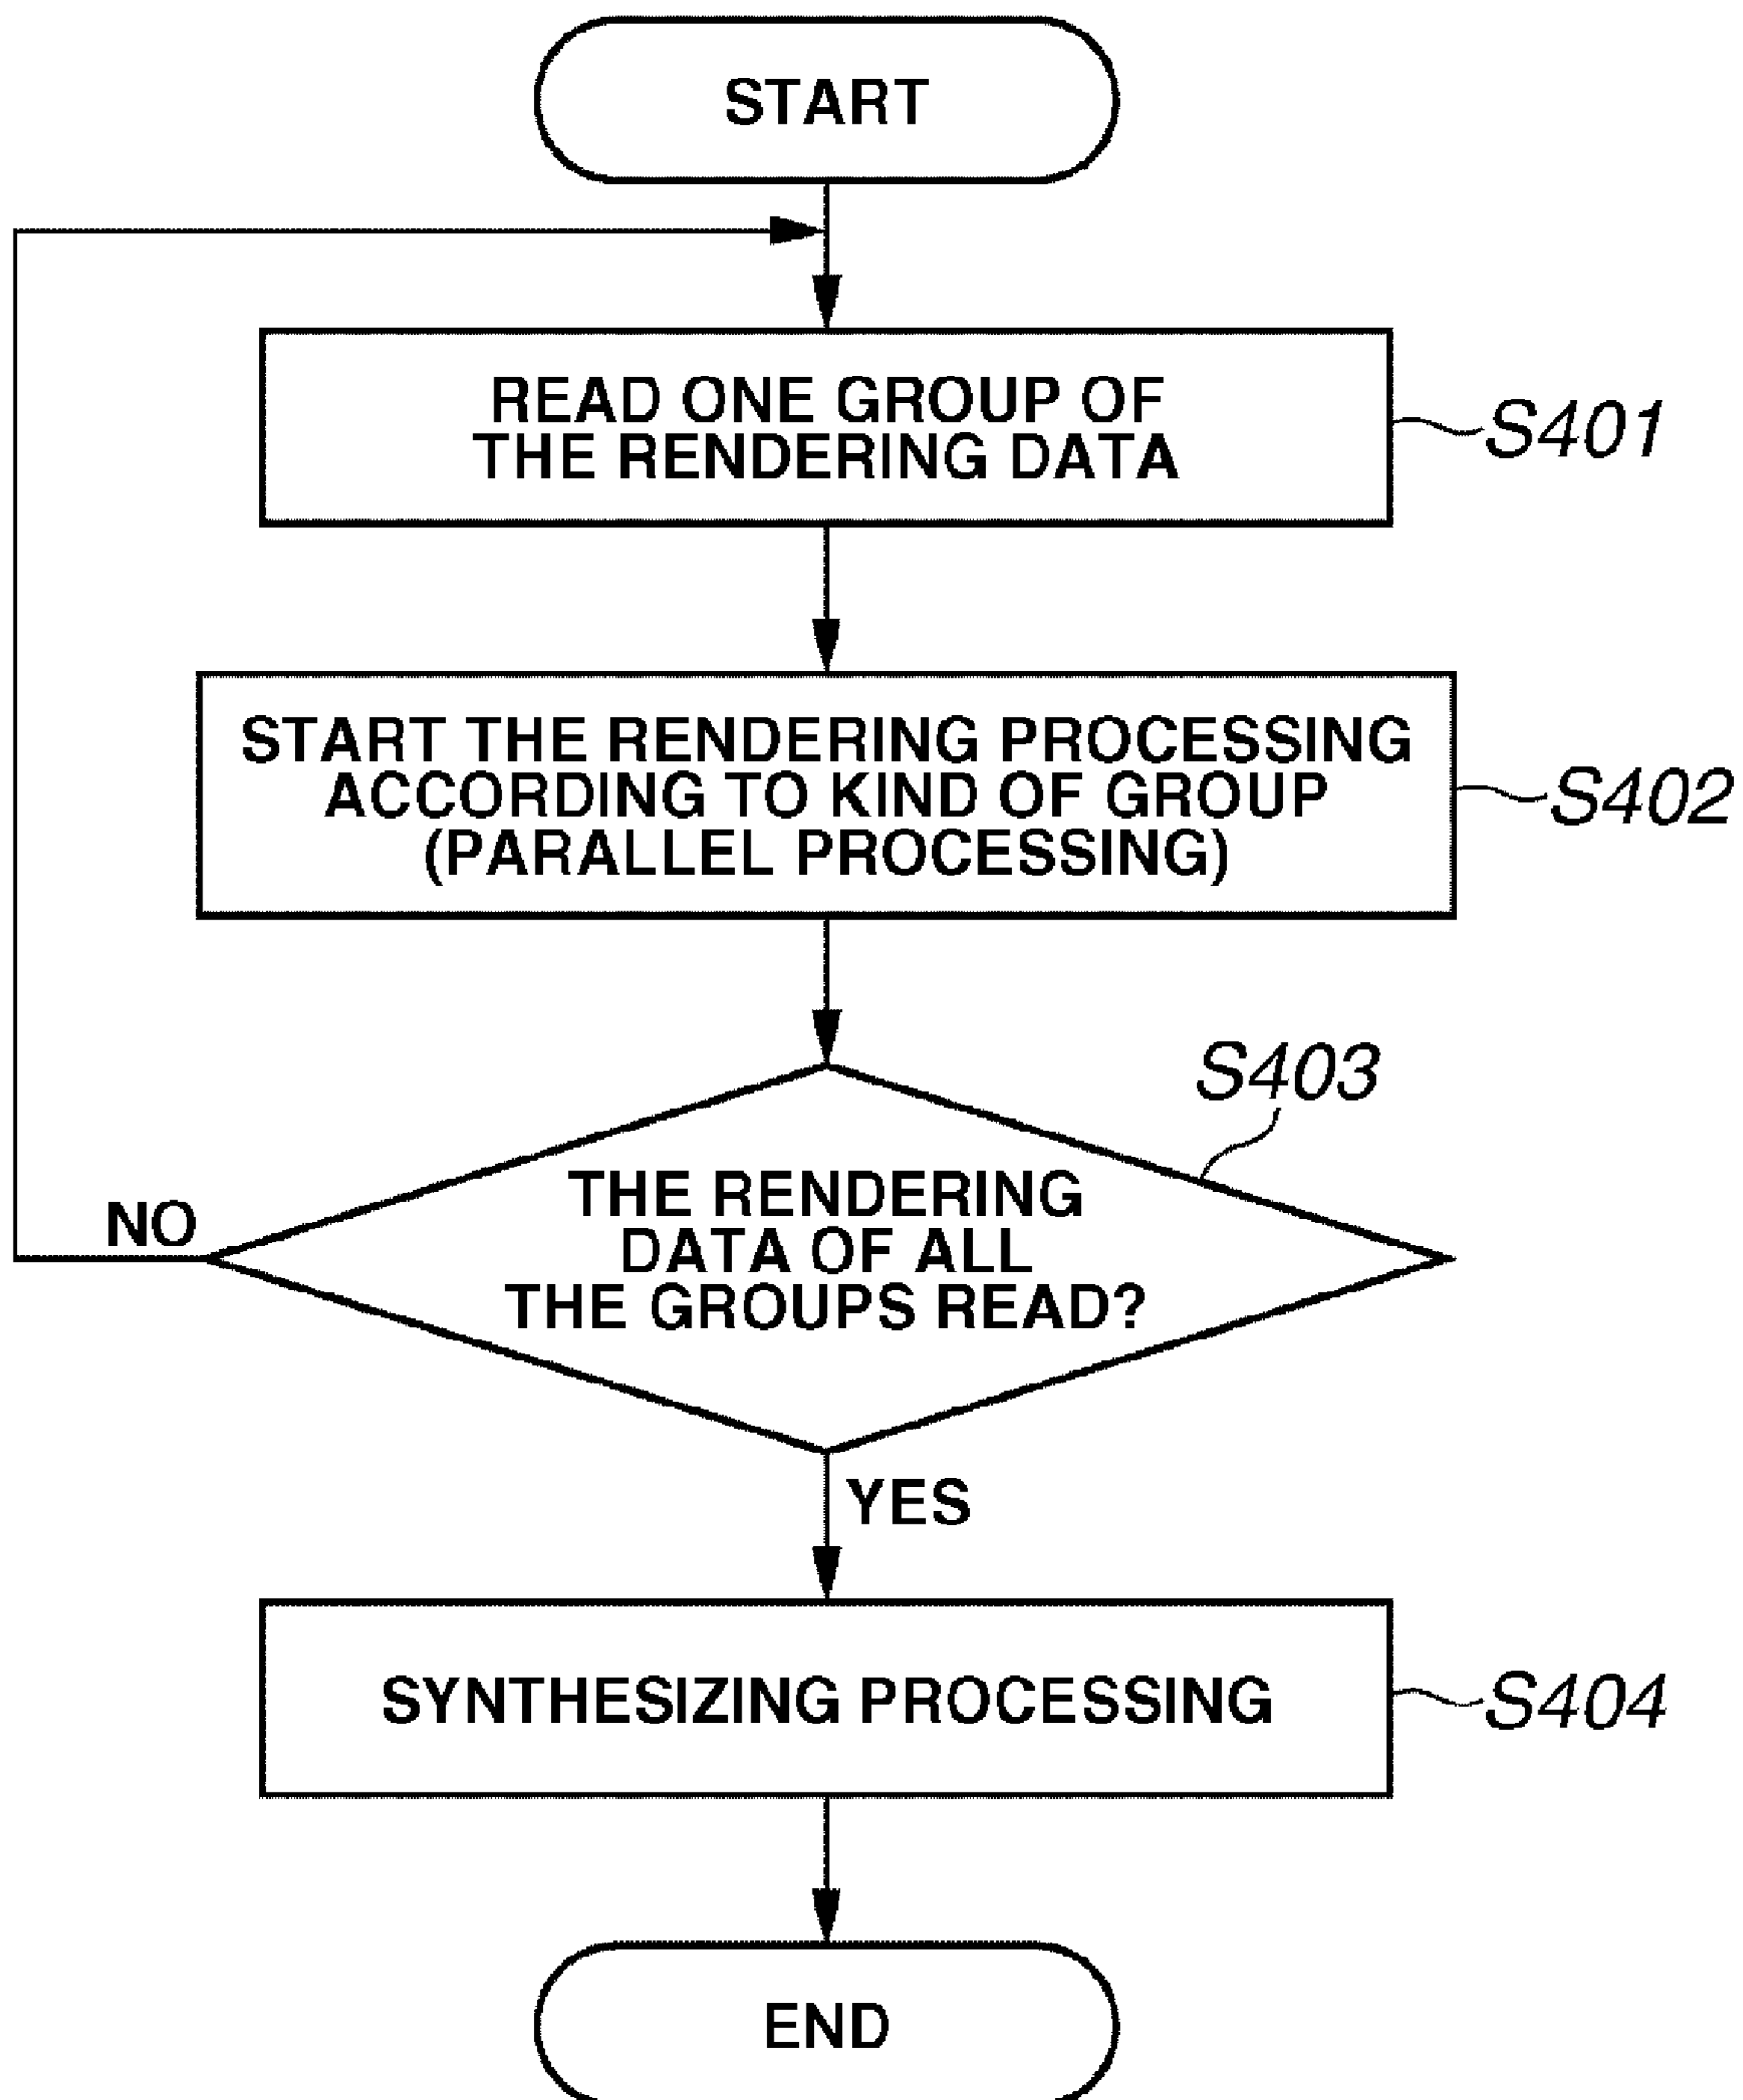 START
READ ONE GROUP OF
THE RENDERING DATA
S401
START THE RENDERING PROCESSING
ACCORDING TO KIND OF GROUP
(PARALLEL PROCESSING)
S402
S403
THE RENDERING
DATA OF ALL
THE GROUPS READ?
NO
YES
SYNTHESIZING PROCESSING
S404
END